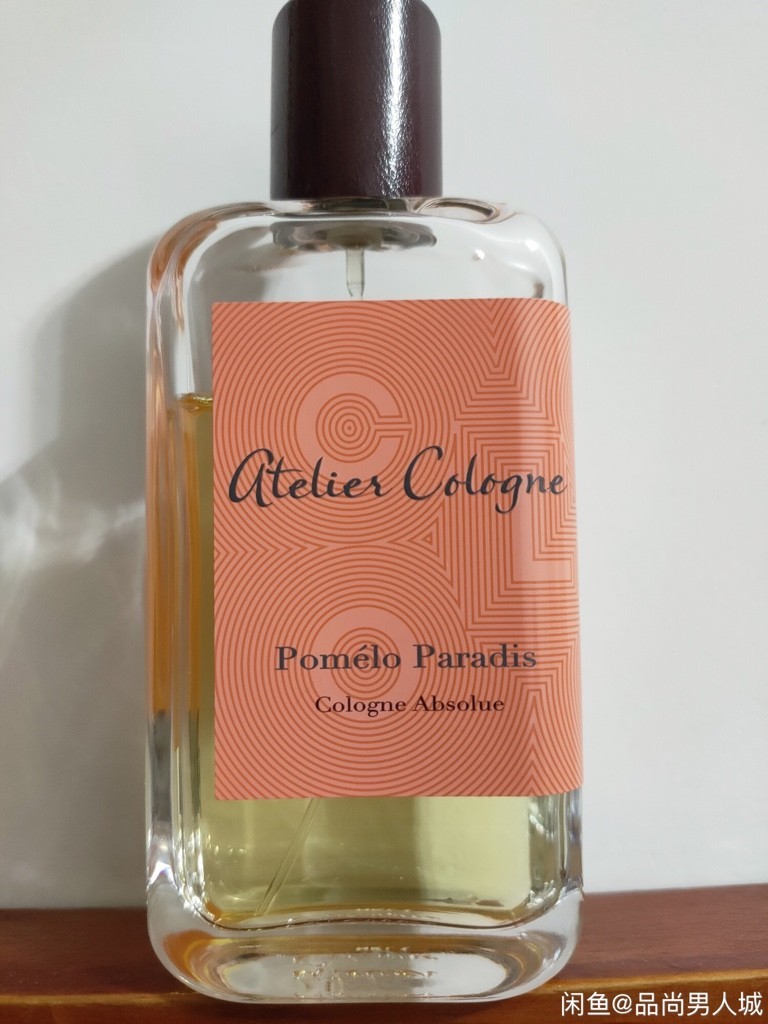 Atelier Cologne
Pomélo Paradis
Cologne Absolue
闲鱼@品尚男人城